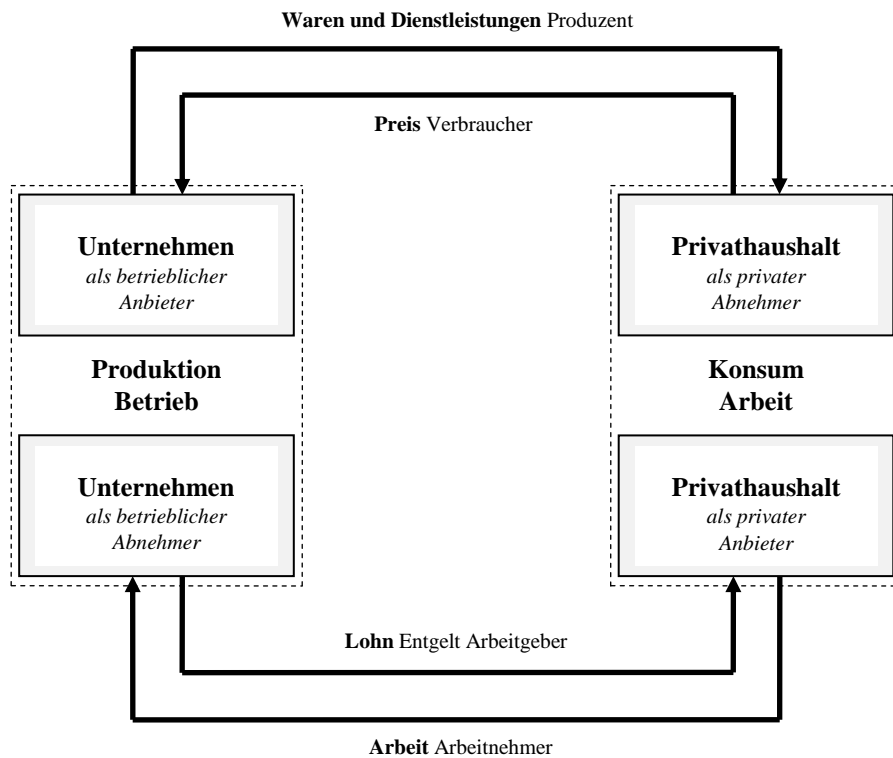 Waren und Dienstleistungen Produzent
Preis Verbraucher
Unternehmen
als betrieblicher
Anbieter
Privathaushalt
als privater
Abnehmer
Produktion
Betrieb
Konsum
Arbeit
Unternehmen
als betrieblicher
Abnehmer
Privathaushalt
als privater
Anbieter
Lohn Entgelt Arbeitgeber
Arbeit Arbeitnehmer